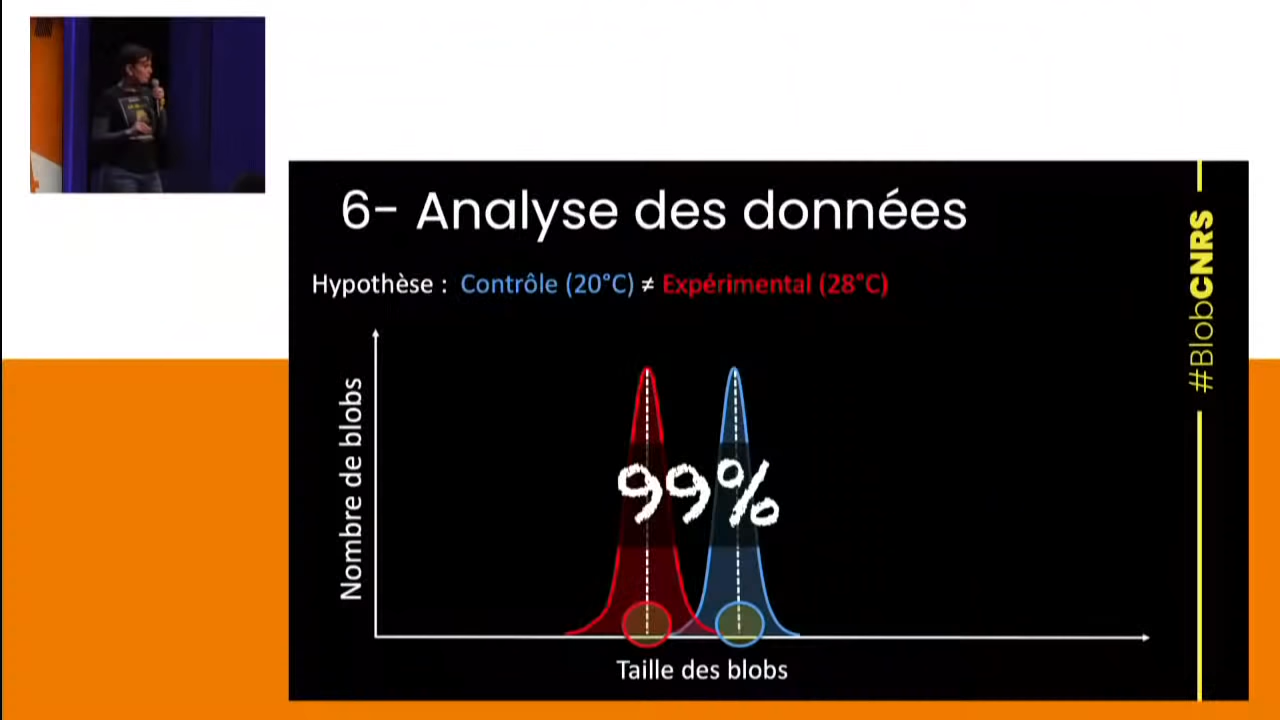 6- Analyse des données
Hypothèse : Contrôle (20°C) ≠ Expérimental (28°C)
Nombre de blobs
99%
Taille des blobs
#BlobCNRS